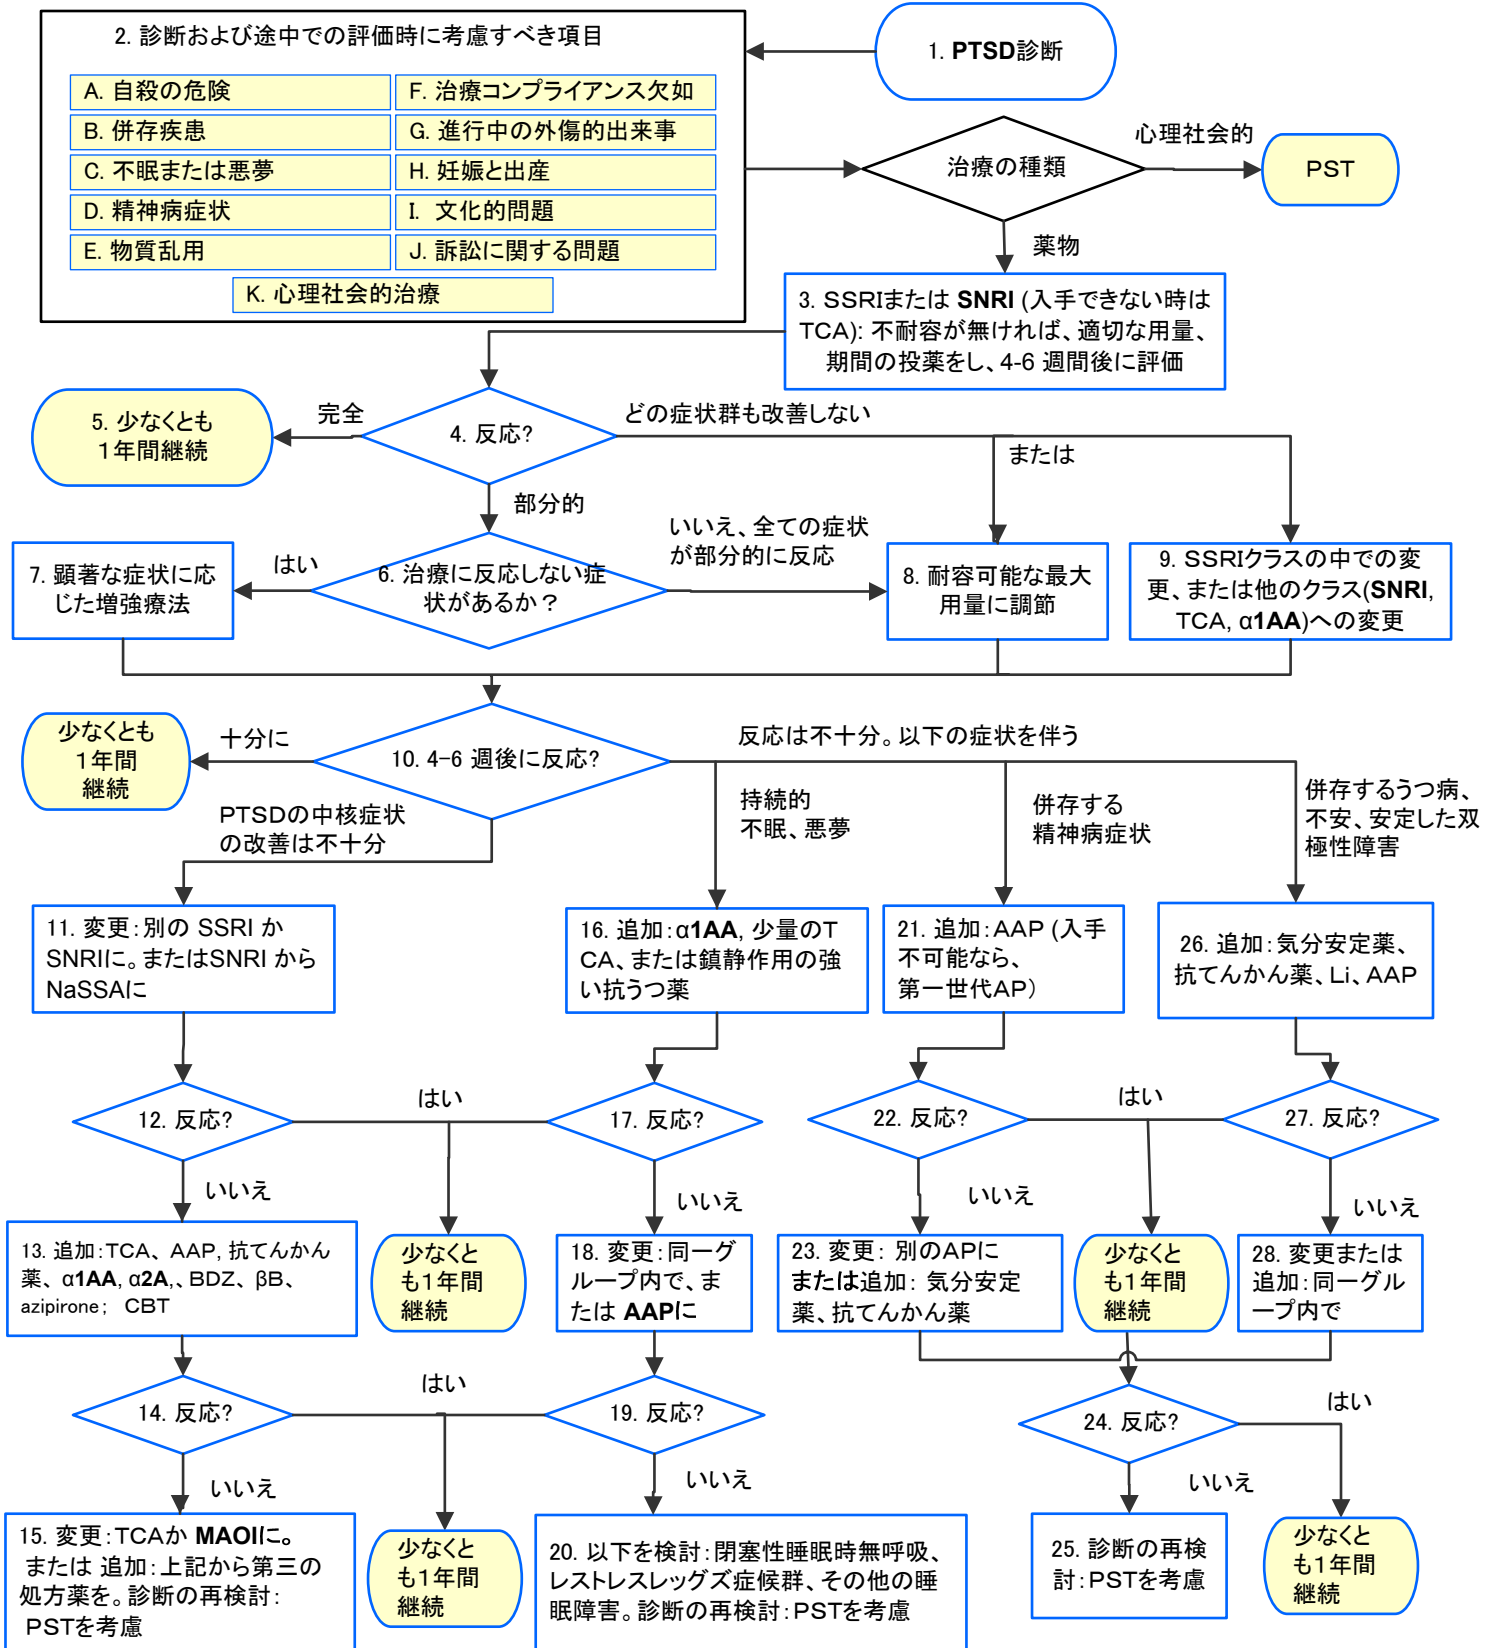 2. 診断および途中での評価時に考慮すべき項目
A. 自殺の危険
B. 併存疾患
C. 不眠または悪夢
D. 精神病症状
E. 物質乱用
F. 治療コンプライアンス欠如
G. 進行中の外傷的出来事
H. 妊娠と出産
I. 文化的問題
J. 訴訟に関する問題
K. 心理社会的治療
1. PTSD診断
治療の種類
心理社会的
PST
薬物
3. SSRIまたは SNRI (入手できない時は
TCA): 不耐容が無ければ、適切な用量、
期間の投薬をし、4-6 週間後に評価
4. 反応?
完全
5. 少なくとも
1年間継続
どの症状群も改善しない
または
部分的
6. 治療に反応しない症
状があるか？
はい
7. 顕著な症状に応
じた増強療法
いいえ、全ての症状
が部分的に反応
8. 耐容可能な最大
用量に調節
9. SSRIクラスの中での変
更、または他のクラス(SNRI,
TCA, α1AA)への変更
10. 4-6 週後に反応?
十分に
少なくとも
1年間
継続
反応は不十分。以下の症状を伴う
PTSDの中核症状
の改善は不十分
持続的
不眠、悪夢
併存する
精神病症状
併存するうつ病、
不安、安定した双
極性障害
11. 変更：別の SSRI か
SNRIに。またはSNRI から
NaSSAに
16. 追加：α1AA, 少量のT
CA、または鎮静作用の強
い抗うつ薬
21. 追加：AAP (入手
不可能なら、
第一世代AP）
26. 追加：気分安定薬、
抗てんかん薬、Li、AAP
12. 反応?
はい
17. 反応?
22. 反応?
はい
27. 反応?
いいえ
いいえ
いいえ
いいえ
13. 追加：TCA、 AAP, 抗てんかん
薬、 α1AA, α2A,、BDZ、 βB、
azipirone； CBT
少なくと
も1年間
継続
18. 変更：同一グ
ループ内で、ま
たは AAPに
23. 変更： 別のAPに
または追加： 気分安定
薬、抗てんかん薬
少なくと
も1年間
継続
28. 変更または
追加：同一グル
ープ内で
14. 反応?
はい
19. 反応?
24. 反応?
はい
いいえ
いいえ
いいえ
15. 変更：TCAか MAOIに。
または 追加：上記から第三の
処方薬を。診断の再検討：
PSTを考慮
少なくと
も1年間
継続
20. 以下を検討：閉塞性睡眠時無呼吸、
レストレスレッグズ症候群、その他の睡
眠障害。診断の再検討：PSTを考慮
25. 診断の再検
討：PSTを考慮
少なくと
も1年間
継続